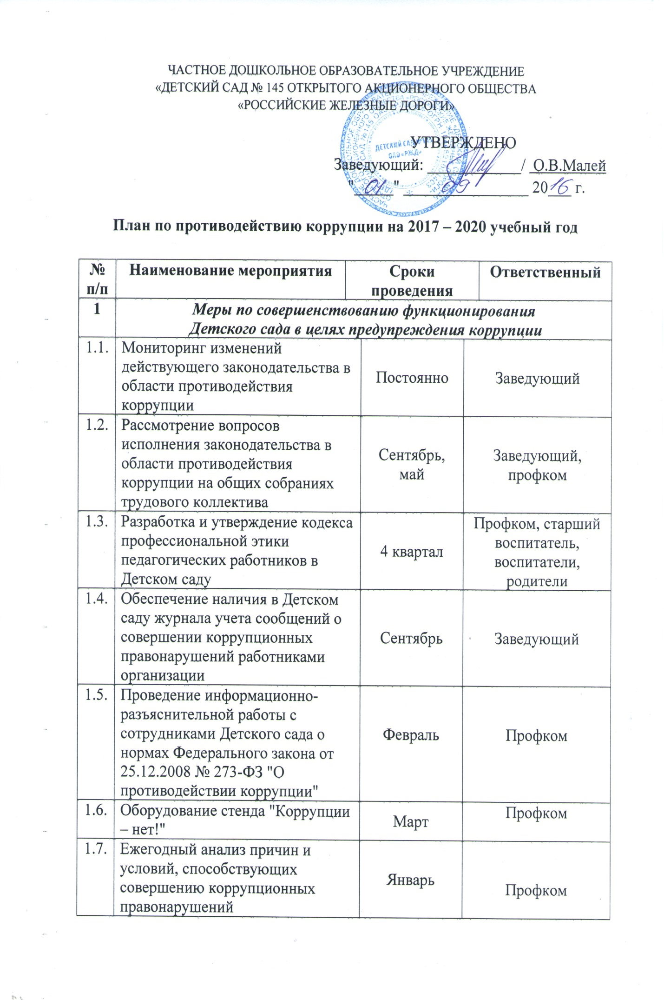 ЧАСТНОЕ ДОШКОЛЬНОЕ ОБРАЗОВАТЕЛЬНОЕ УЧРЕЖДЕНИЕ
«ДЕТСКИЙ САД № 145 ОТКРЫТОГО АКЦИОНЕРНОГО ОБЩЕСТВА
«РОССИЙСКИЕ ЖЕЛЕЗНЫЕ ДОРОГИ»
УТВЕРЖДЕНО
ДЕТСКИЙ САД №145
ОАО «РЖД»
Заведующий: ____________/ О.В.Малей
"01" 09 2016 г.
План по противодействию коррупции на 2017 – 2020 учебный год
№ Наименование мероприятия Сроки Ответственный
п/п проведения
1 Меры по совершенствованию функционирования
Детского сада в целях предупреждения коррупции
1.1. Мониторинг изменений
действующего законодательства в
области противодействия
коррупции
Постоянно
Заведующий
1.2. Рассмотрение вопросов
исполнения законодательства в
области противодействия
коррупции на общих собраниях
трудового коллектива
Сентябрь,
май
Заведующий,
профком
1.3. Разработка и утверждение кодекса
профессиональной этики
педагогических работников в
Детском саду
4 квартал
Профком, старший
воспитатель,
воспитатели,
родители
1.4. Обеспечение наличия в Детском
саду журнала учета сообщений о
совершении коррупционных
правонарушений работниками
организации
Сентябрь
Заведующий
1.5. Проведение информационно-
разъяснительной работы с
сотрудниками Детского сада о
нормах Федерального закона от
25.12.2008 № 273-ФЗ "О
противодействии коррупции"
Февраль
Профком
1.6. Оборудование стенда "Коррупции
– нет!"
Март
Профком
1.7. Ежегодный анализ причин и
условий, способствующих
совершению коррупционных
правонарушений
Январь
Профком